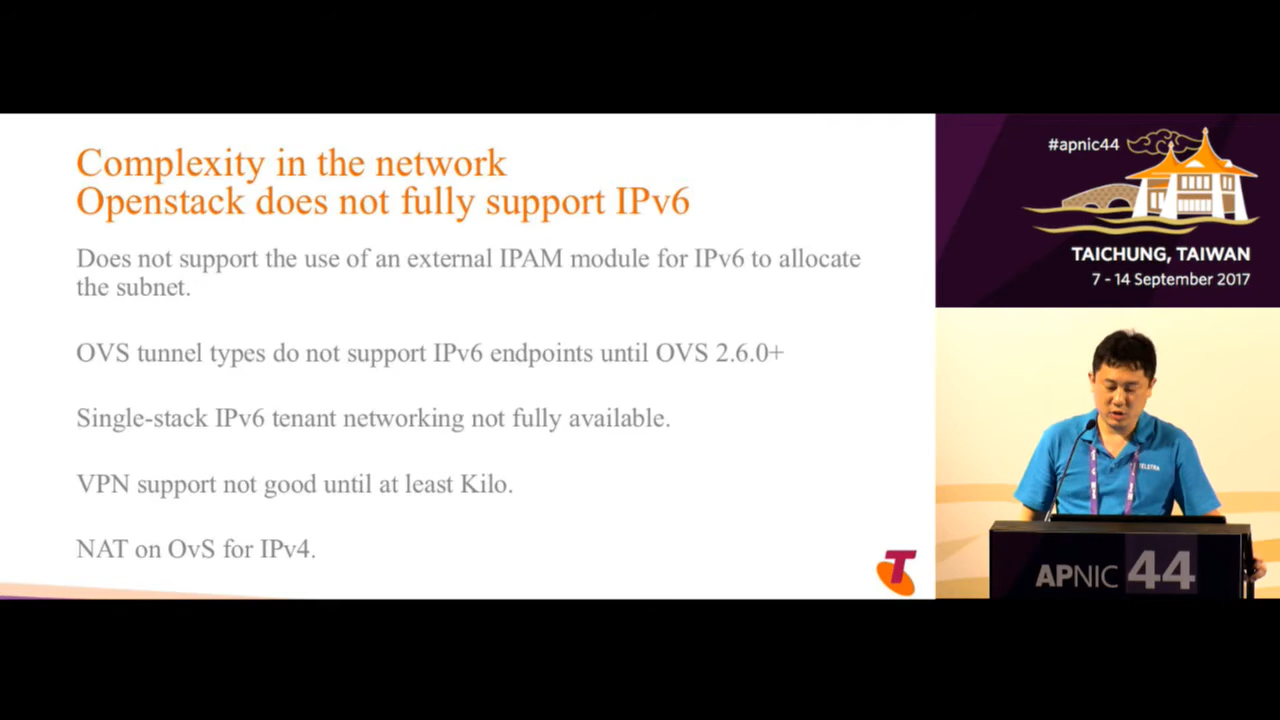 Complexity in the network
Openstack does not fully support IPv6
Does not support the use of an external IPAM module for IPv6 to allocate
the subnet.
OVS tunnel types do not support IPv6 endpoints until OVS 2.6.0+
Single-stack IPv6 tenant networking not fully available.
VPN support not good until at least Kilo.
NAT on OvS for IPv4.
T
#apnic44
TAICHUNG, TAIWAN
7 - 14 September 2017
TELSTRA
APNIC 44